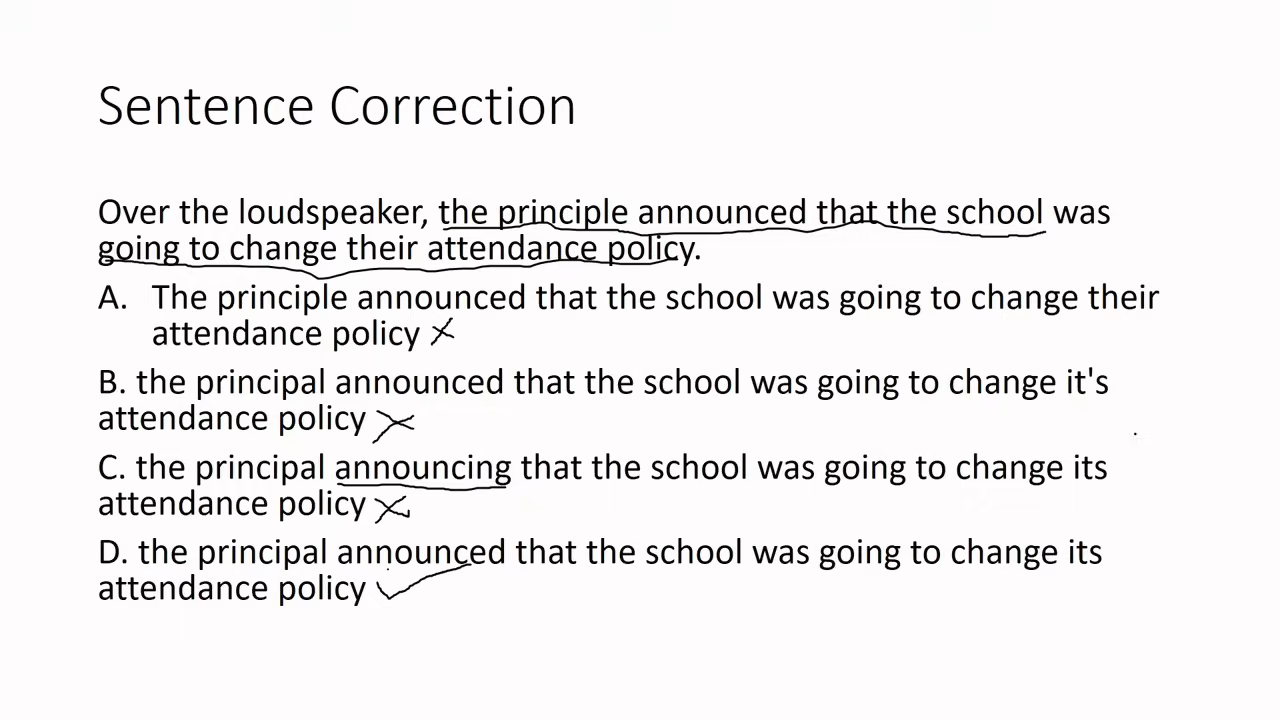 Sentence Correction
Over the loudspeaker, the principle announced that the school was
going to change their attendance policy.
A. The principle announced that the school was going to change their
attendance policy
B. the principal announced that the school was going to change it's
attendance policy
C. the principal announcing that the school was going to change its
attendance policy
D. the principal announced that the school was going to change its
attendance policy